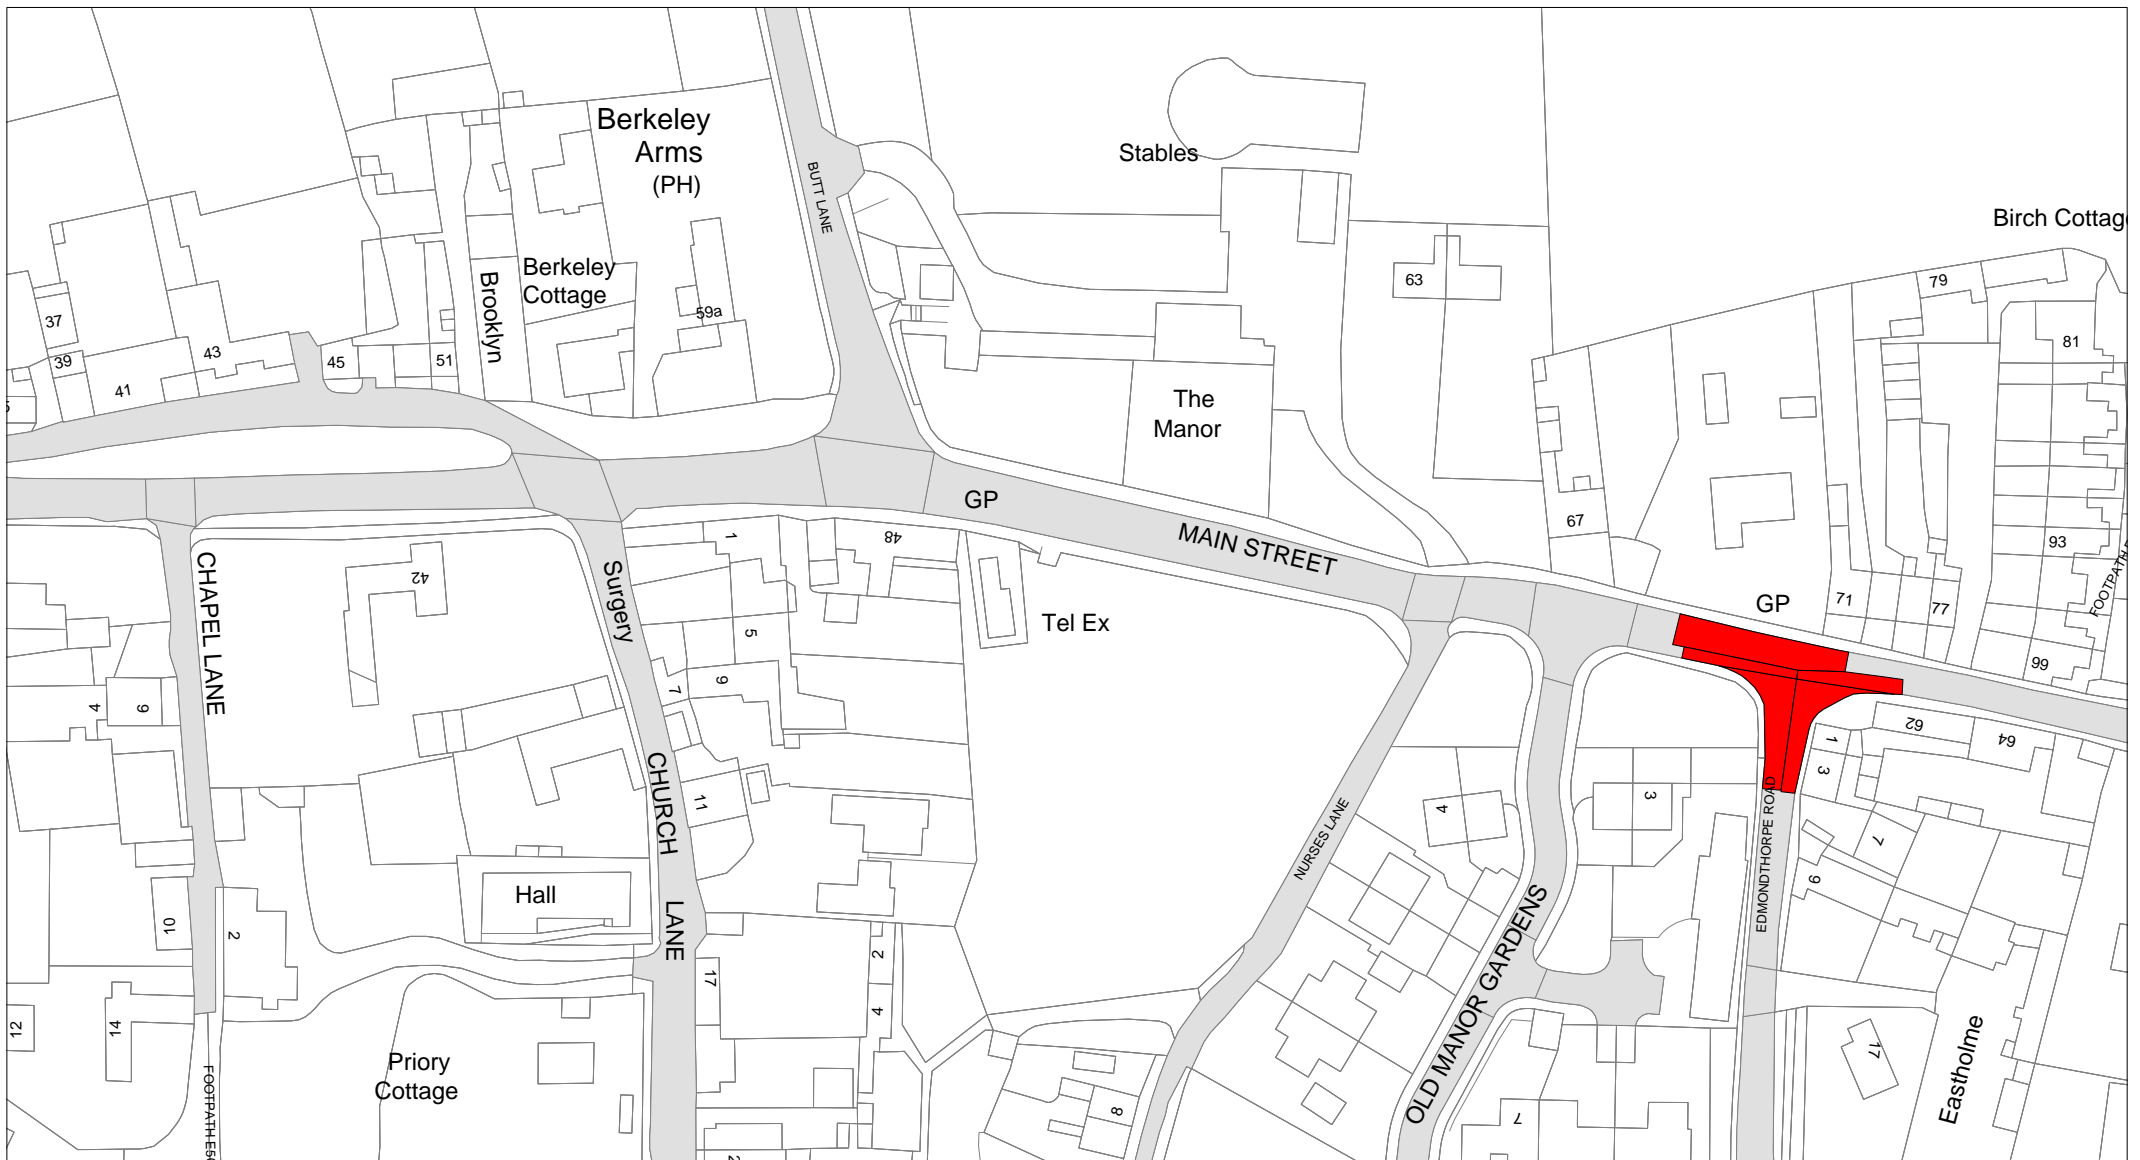 Berkeley
Arms
(PH)
BUTT LANE
Stables
Birch Cottag
Berkeley
Cottage
Brooklyn
59a
63
79
81
37
39
41
43
45
51
The
Manor
GP
MAIN STREET
67
71
77
93
99
FOOTPATH
GP
CHAPEL LANE
42
Surgery
1
48
5
Tel Ex
7
9
4
6
CHURCH
LANE
11
62
64
1
3
EDMONDTHORPE ROAD
4
3
NURSES LANE
7
9
Hall
10
2
OLD MANOR GARDENS
17
2
4
12
14
Priory
Cottage
FOOTPATH E5
8
7
17
Eastholme